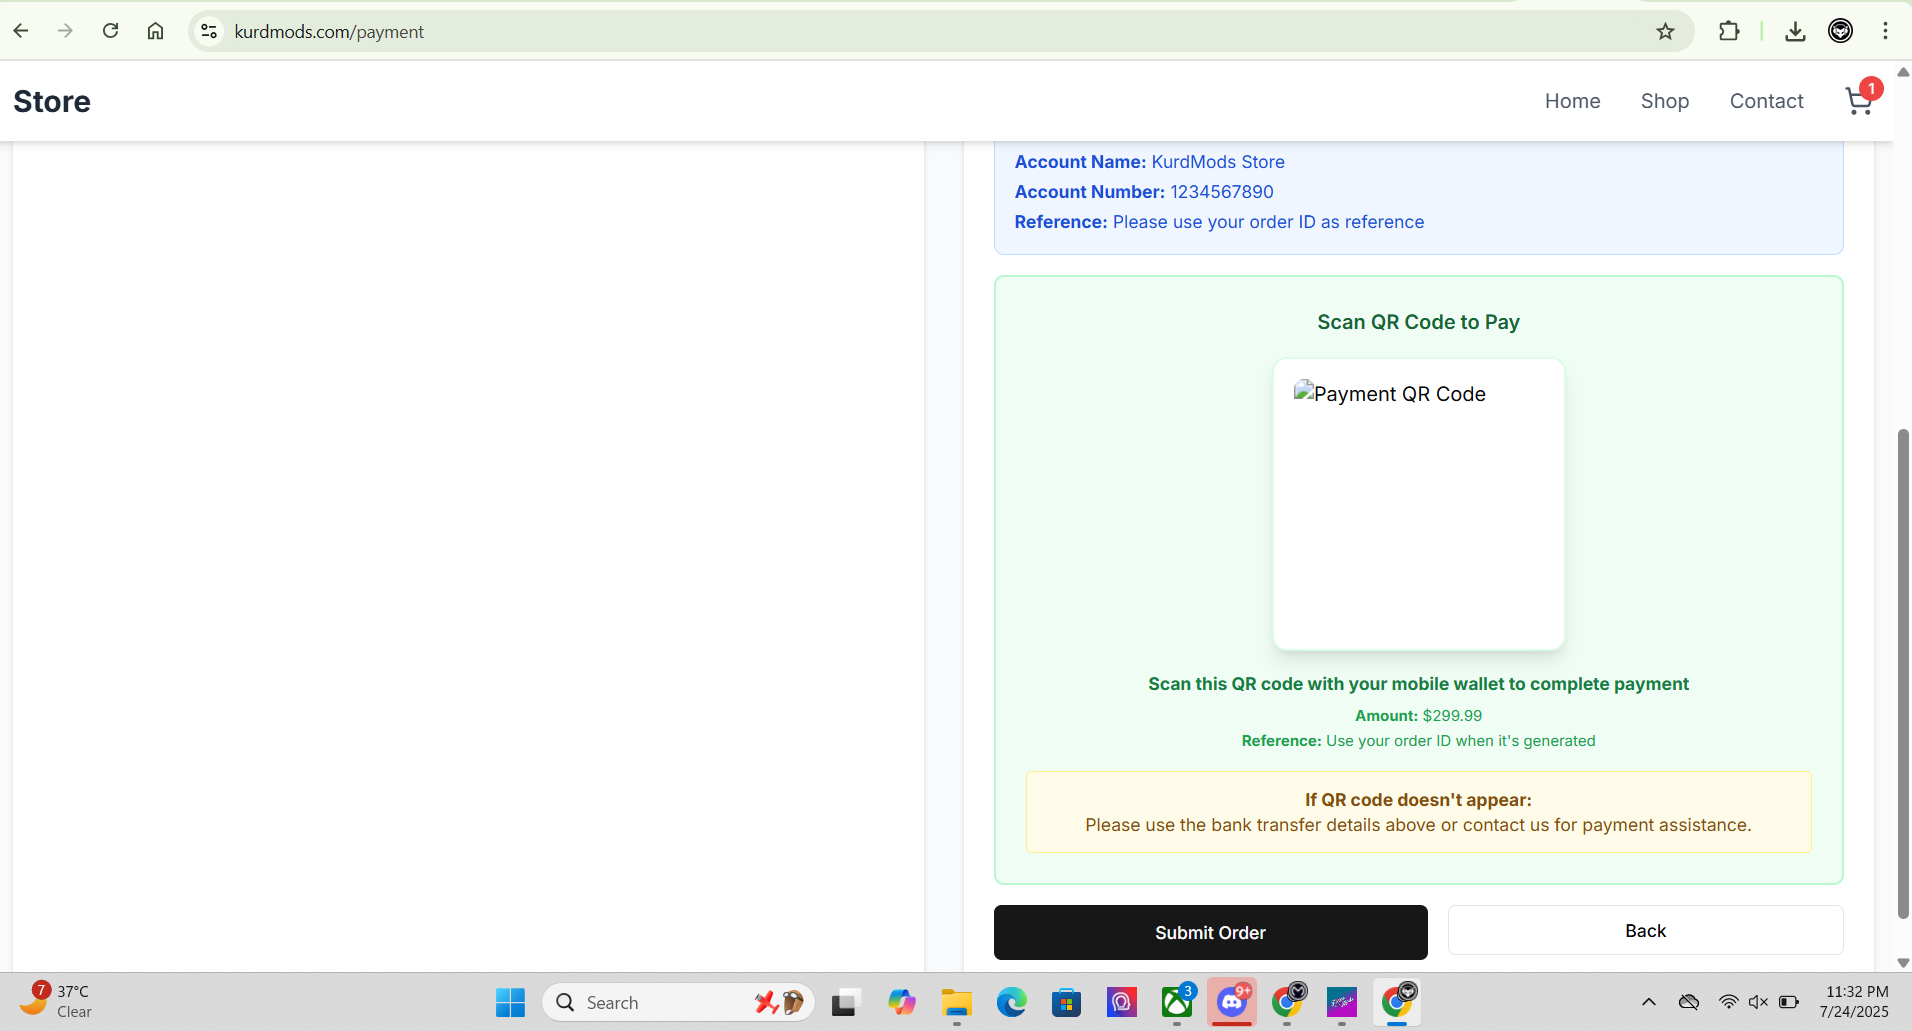 kurdmods.com/payment
Store
Home
Shop
Contact
1
Account Name: KurdMods Store
Account Number: 1234567890
Reference: Please use your order ID as reference
Scan QR Code to Pay
Payment QR Code
Scan this QR code with your mobile wallet to complete payment
Amount: $299.99
Reference: Use your order ID when it's generated
If QR code doesn't appear:
Please use the bank transfer details above or contact us for payment assistance.
Submit Order
Back
7
37°C
Clear
Search
3
9+
11:32 PM
7/24/2025